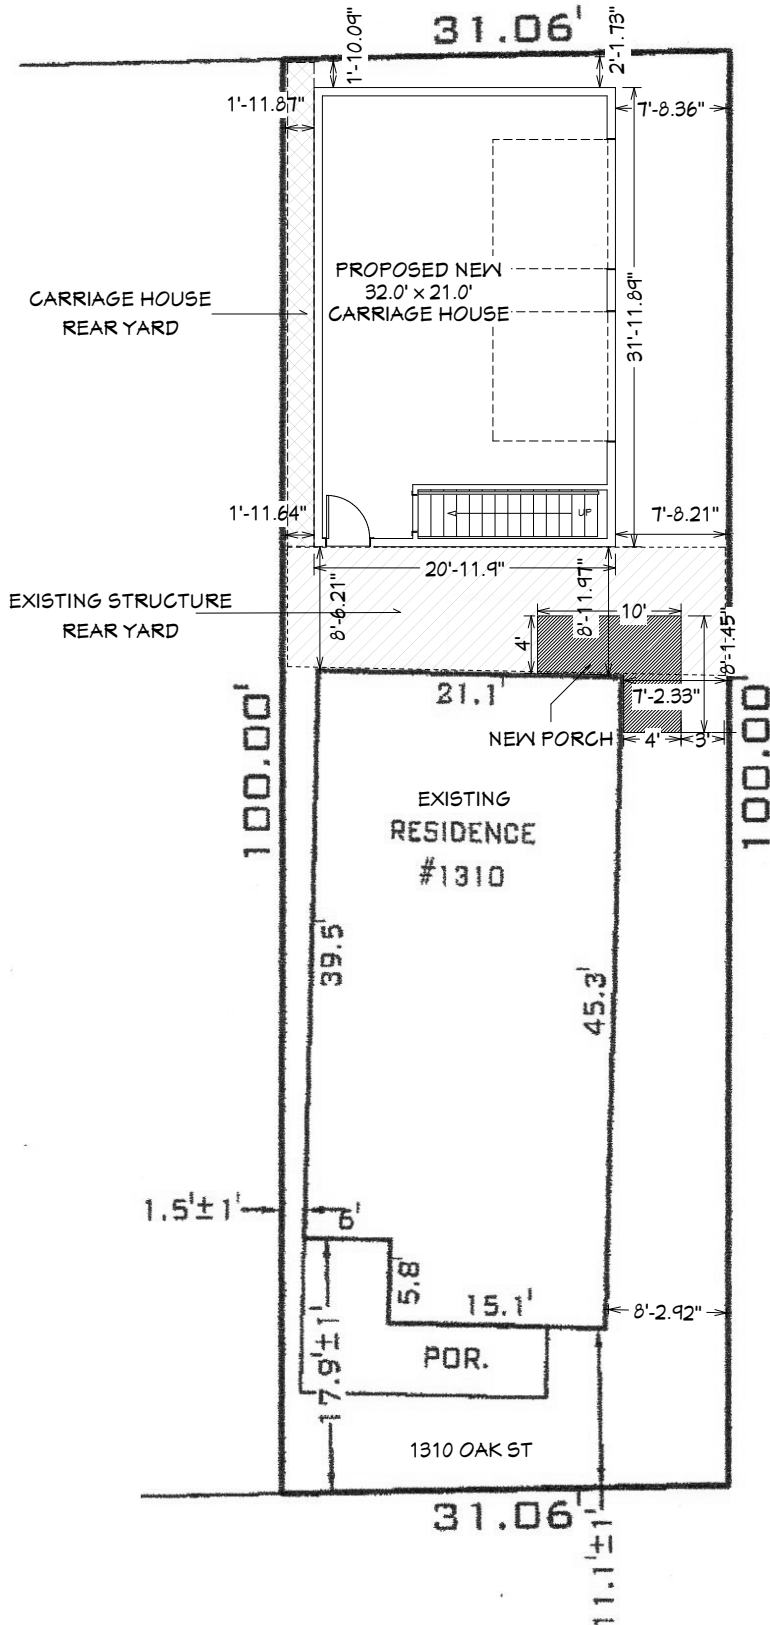 31.06'
1'-10.09"
2'-1.73"
1'-11.87"
7'-8.36"
PROPOSED NEW
32.0' x 21.0'
CARRIAGE HOUSE
31'-11.89"
CARRIAGE HOUSE
REAR YARD
1'-11.64"
UP
7'-8.21"
20'-11.9"
8'-6.21"
8'-11.97"
EXISTING STRUCTURE
REAR YARD
10'
4'
8'-1.45"
21.1'
7'-2.33"
NEW PORCH
4'
3'
100.00'
100.00'
EXISTING
RESIDENCE
#1310
39.5'
45.3'
1.5'±1'
6'
5.8'
15.1'
8'-2.92"
17.9'±1'
POR.
1310 OAK ST
31.06'
11.1'±1'